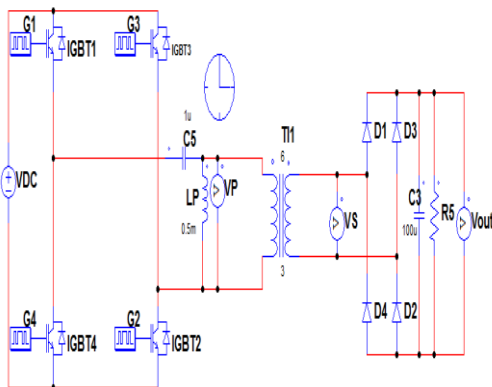 G1
G3
IGBT1
IGBT3
1u
C5
TI1
6
D1
D3
VDC
LP
VP
VS
C3
R5
Vout
0.5m
100u
3
G4
G2
D4
D2
IGBT4
IGBT2